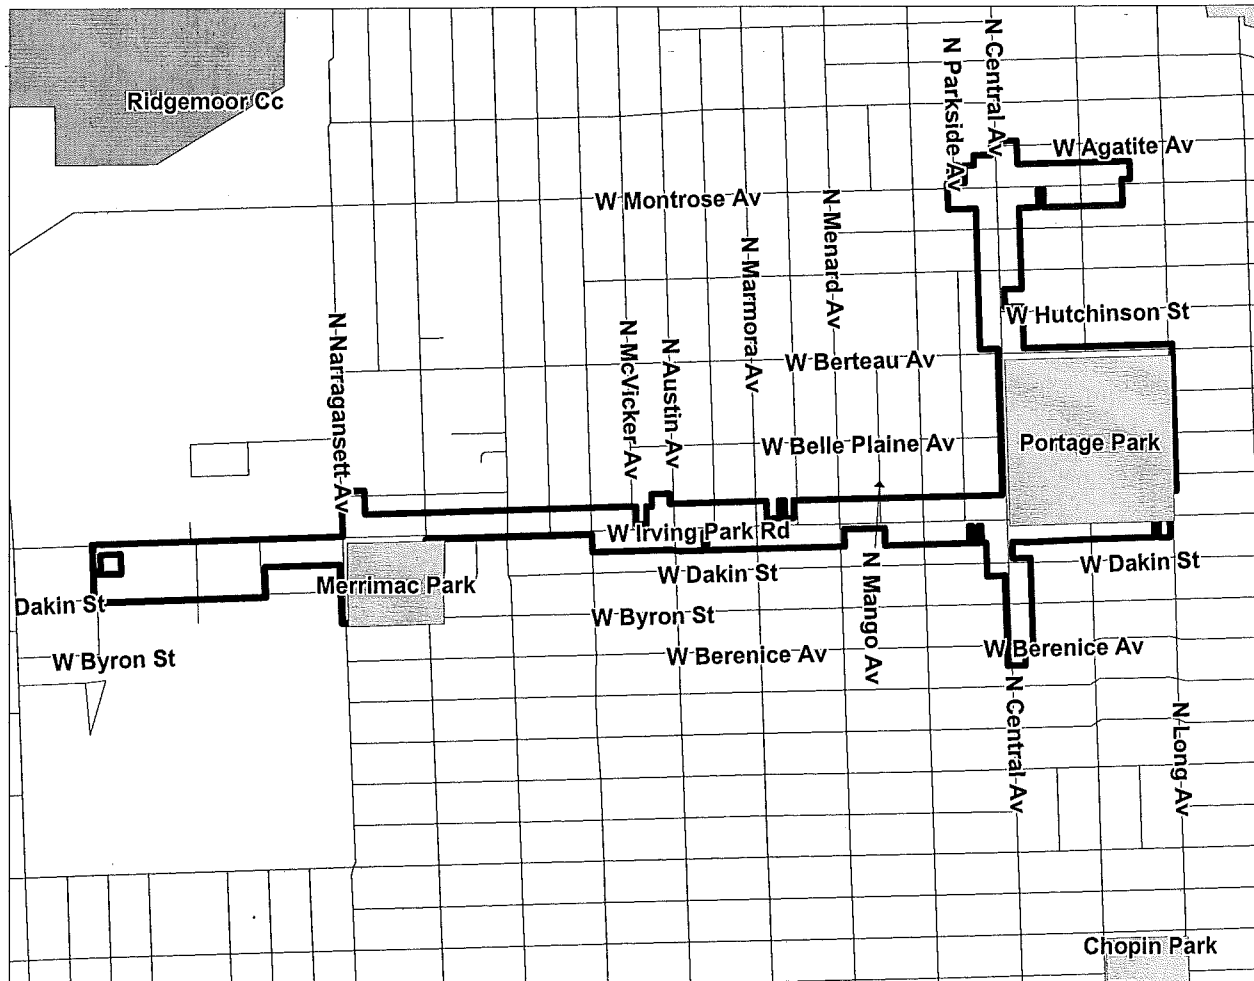 N Central Av
N Parkside Av
Ridgemoor Cc
W Agatite Av
W Montrose Av
N Menard Av
N Marmora Av
W Hutchinson St
N Narragansett Av
N McVicker Av
N Austin Av
W Berteau Av
W Belle Plaine Av
Portage Park
W Irving Park Rd
W Dakin St
W Dakin St
Merrimac Park
Dakin St
N Mango Av
W Byron St
W Byron St
W Berenice Av
W Berenice Av
N Central Av
N Long Av
Chopin Park